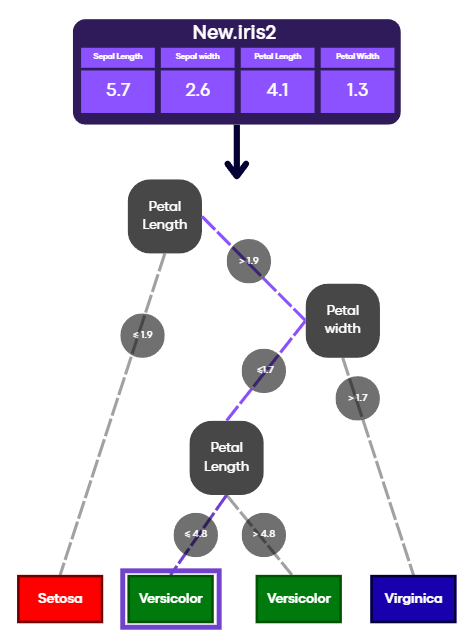 New.iris2
Sepal Length Sepal width Petal Length Petal Width
5.7 2.6 4.1 1.3
Petal
Length
>1.9
Petal
width
≤1.9
≤1.7
>1.7
Petal
Length
≤4.8 >4.8
Setosa Versicolor Versicolor Virginica